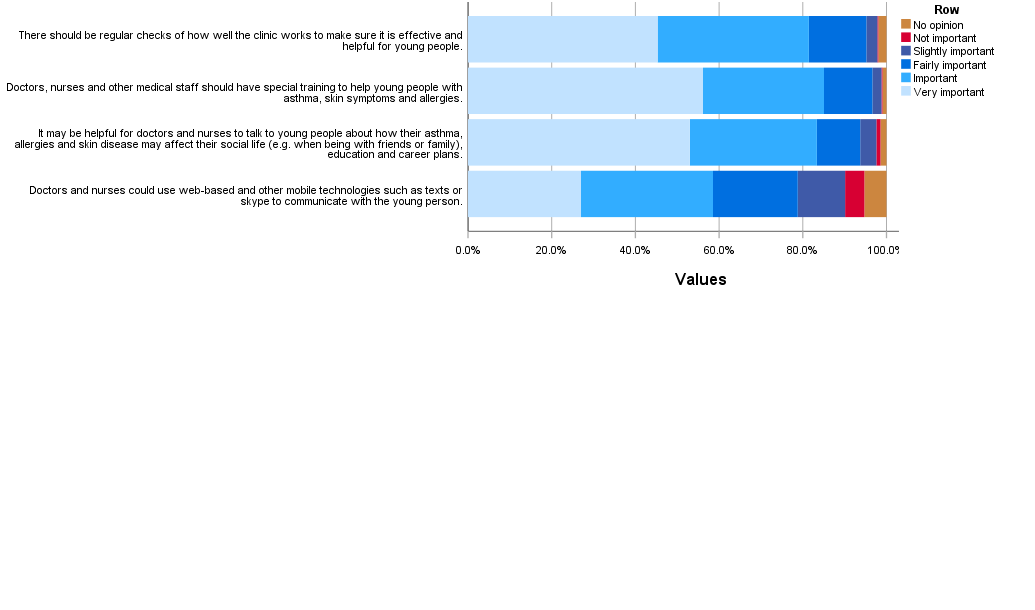 There should be regular checks of how well the clinic works to make sure it is effective and
helpful for young people.
Doctors, nurses and other medical staff should have special training to help young people with
asthma, skin symptoms and allergies.
It may be helpful for doctors and nurses to talk to young people about how their asthma,
allergies and skin disease may affect their social life (e.g. when being with friends or family),
education and career plans.
Doctors and nurses could use web-based and other mobile technologies such as texts or
skype to communicate with the young person.
0.0% 20.0% 40.0% 60.0% 80.0% 100.0%
Values
Row
No opinion
Not important
Slightly important
Fairly important
Important
Very important